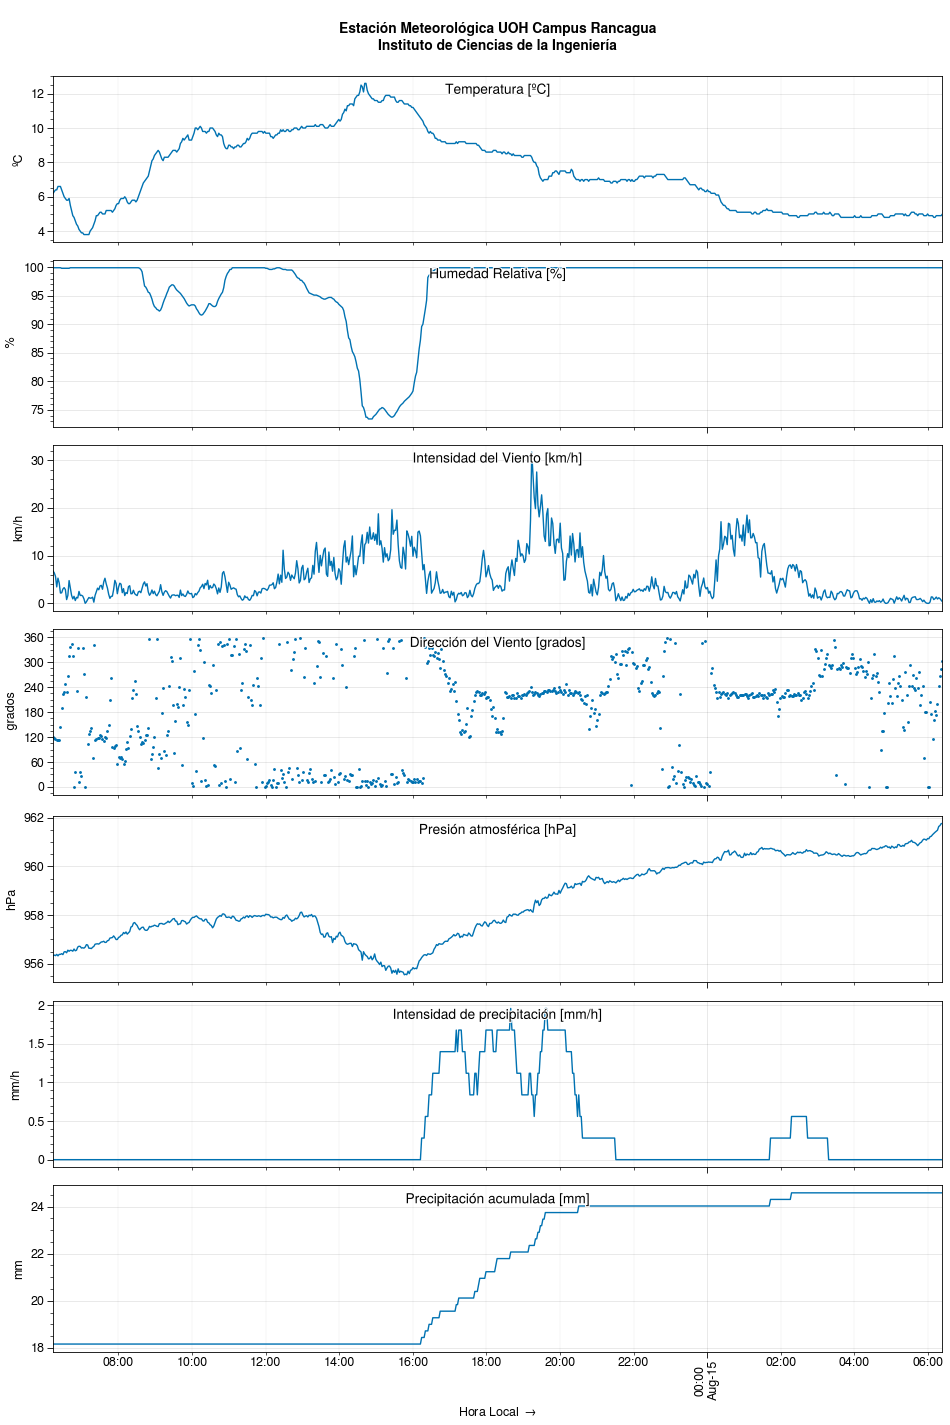 Estación Meteorológica UOH Campus Rancagua
Instituto de Ciencias de la Ingeniería
Temperatura [ºC]
ºC
12
10
8
6
4
Humedad Relativa [%]
%
100
95
90
85
80
75
Intensidad del Viento [km/h]
km/h
30
20
10
0
Dirección del Viento [grados]
grados
360
300
240
180
120
60
0
Presión atmosférica [hPa]
hPa
962
960
958
956
Intensidad de precipitación [mm/h]
mm/h
2
1.5
1
0.5
0
Precipitación acumulada [mm]
mm
24
22
20
18
08:00 10:00 12:00 14:00 16:00 18:00 20:00 22:00 00:00 02:00 04:00 06:00
Aug-15
Hora Local →